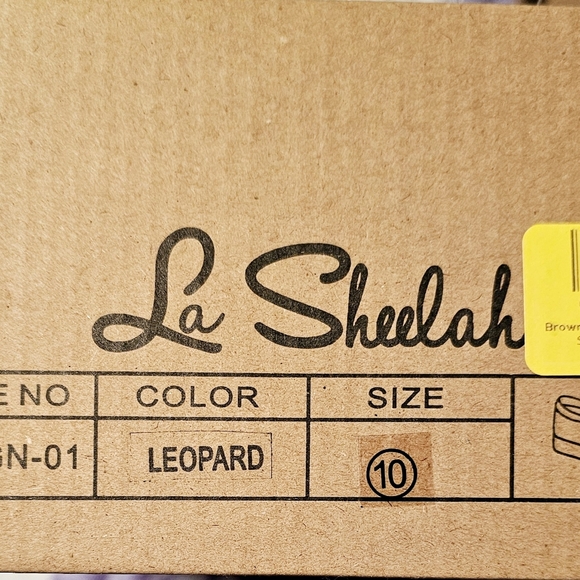 La Sheelah
Brown
E NO COLOR SIZE
GN-01 LEOPARD 10